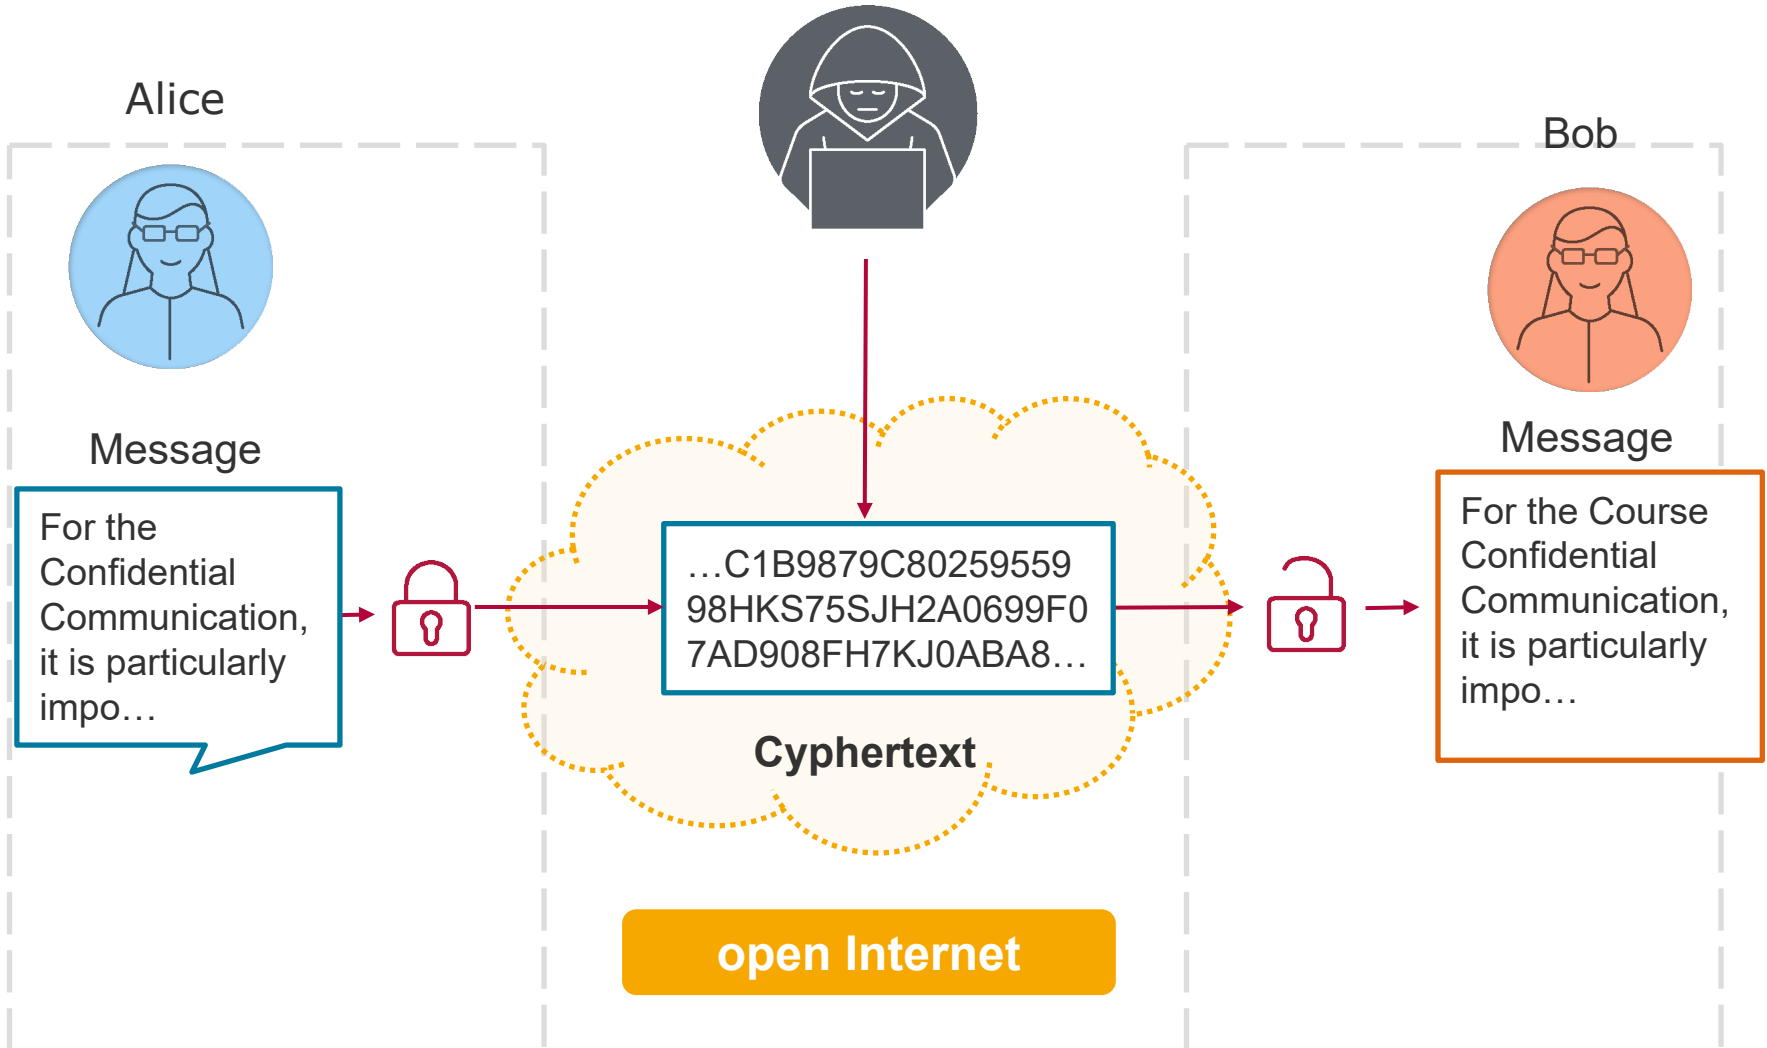 Alice
Bob
Message
For the
Confidential
Communication,
it is particularly
impo…
…C1B9879C80259559
98HKS75SJH2A0699F0
7AD908FH7KJ0ABA8…
Cyphertext
open Internet
Message
For the Course
Confidential
Communication,
it is particularly
impo…